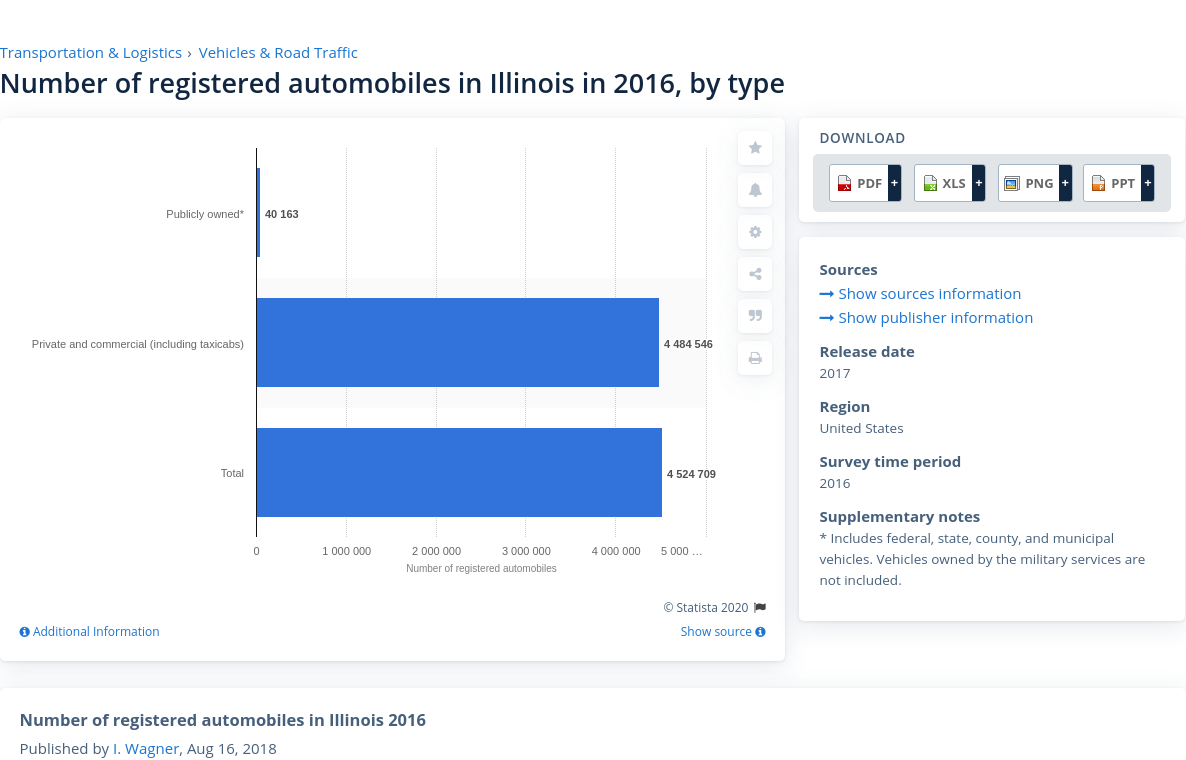 Transportation & Logistics › Vehicles & Road Traffic
Number of registered automobiles in Illinois in 2016, by type
Publicly owned*
40 163
Private and commercial (including taxicabs)
4 484 546
Total
4 524 709
0
1 000 000
2 000 000
3 000 000
4 000 000
5 000 …
Number of registered automobiles
© Statista 2020
Additional Information
Show source
DOWNLOAD
PDF +
XLS +
PNG +
PPT +
Sources
Show sources information
Show publisher information
Release date
2017
Region
United States
Survey time period
2016
Supplementary notes
* Includes federal, state, county, and municipal
vehicles. Vehicles owned by the military services are
not included.
Number of registered automobiles in Illinois 2016
Published by I. Wagner, Aug 16, 2018